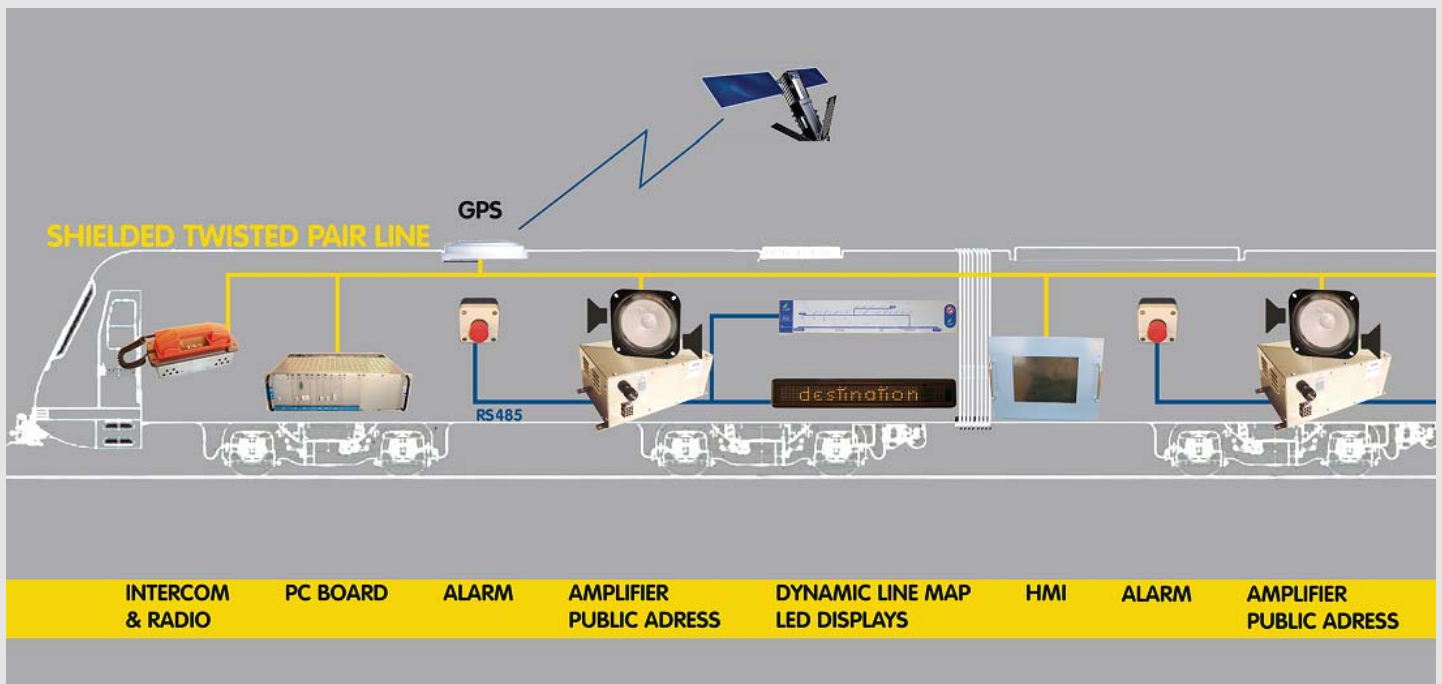 GPS
SHIELDED TWISTED PAIR LINE
destination
RS485
INTERCOM
& RADIO
PC BOARD
ALARM
AMPLIFIER
PUBLIC ADRESS
DYNAMIC LINE MAP
LED DISPLAYS
HMI
ALARM
AMPLIFIER
PUBLIC ADRESS